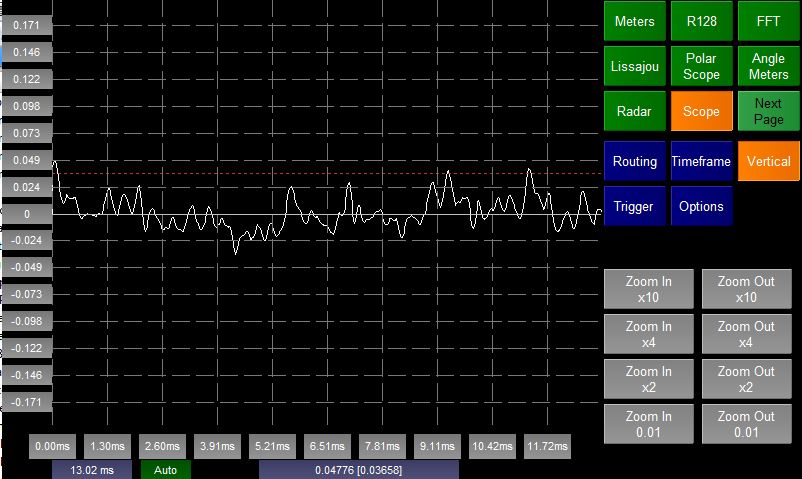 0.171
0.146
0.122
0.098
0.073
0.049
0.024
0
-0.024
-0.049
-0.073
-0.098
-0.122
-0.146
-0.171
0.00ms 1.30ms 2.60ms 3.91ms 5.21ms 6.51ms 7.81ms 9.11ms 10.42ms 11.72ms
13.02 ms Auto 0.04776 [0.03658]
Meters R128 FFT
Lissajou
Polar
Scope
Angle
Meters
Radar Scope
Next
Page
Routing Timeframe Vertical
Trigger Options
Zoom In
x10
Zoom Out
x10
Zoom In
x4
Zoom Out
x4
Zoom In
x2
Zoom Out
x2
Zoom In
0.01
Zoom Out
0.01